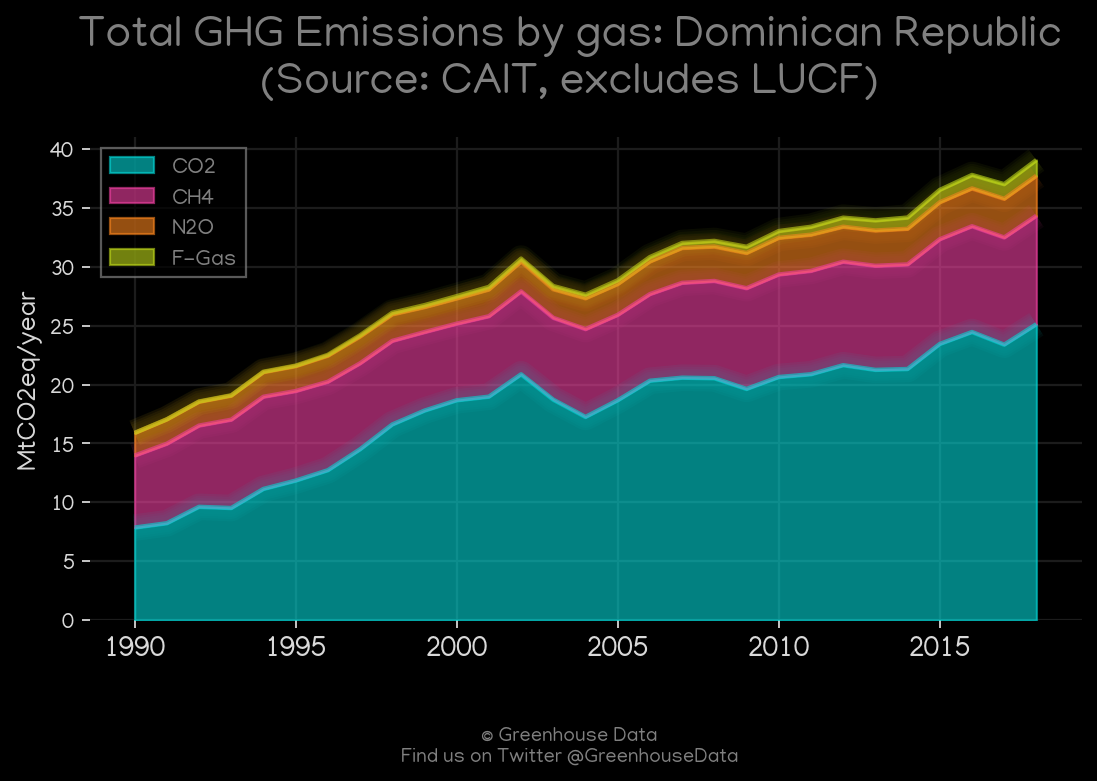 Total GHG Emissions by gas: Dominican Republic
(Source: CAIT, excludes LUCF)
40
35
30
25
20
15
10
5
0
MtCO2eq/year
CO2
CH4
N2O
F-Gas
1990 1995 2000 2005 2010 2015
© Greenhouse Data
Find us on Twitter @GreenhouseData